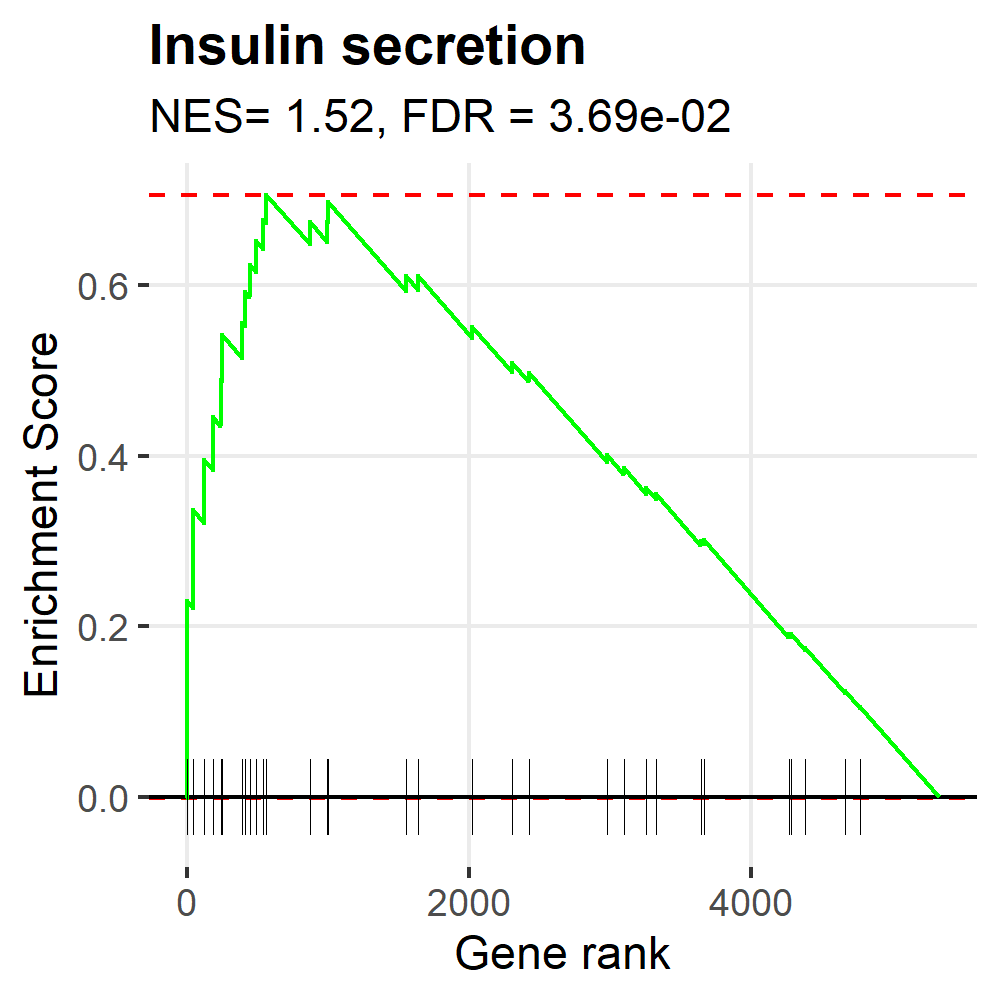 Insulin secretion
NES= 1.52, FDR = 3.69e-02
Enrichment Score
0.6
0.4
0.2
0.0
0
2000
4000
Gene rank